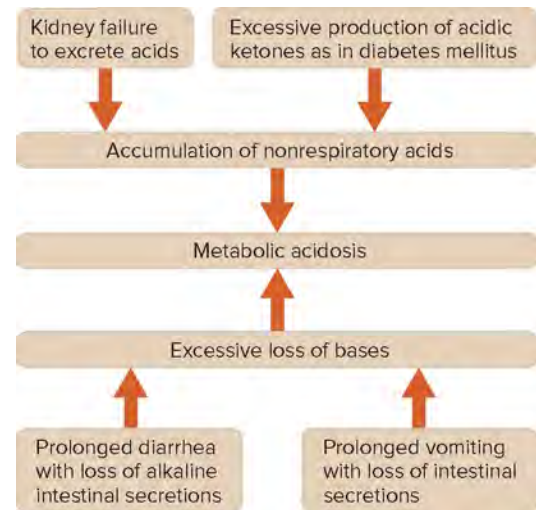 Kidney failure
to excrete acids
Excessive production of acidic
ketones as in diabetes mellitus
Accumulation of nonrespiratory acids
Metabolic acidosis
Excessive loss of bases
Prolonged diarrhea
with loss of alkaline
intestinal secretions
Prolonged vomiting
with loss of intestinal
secretions